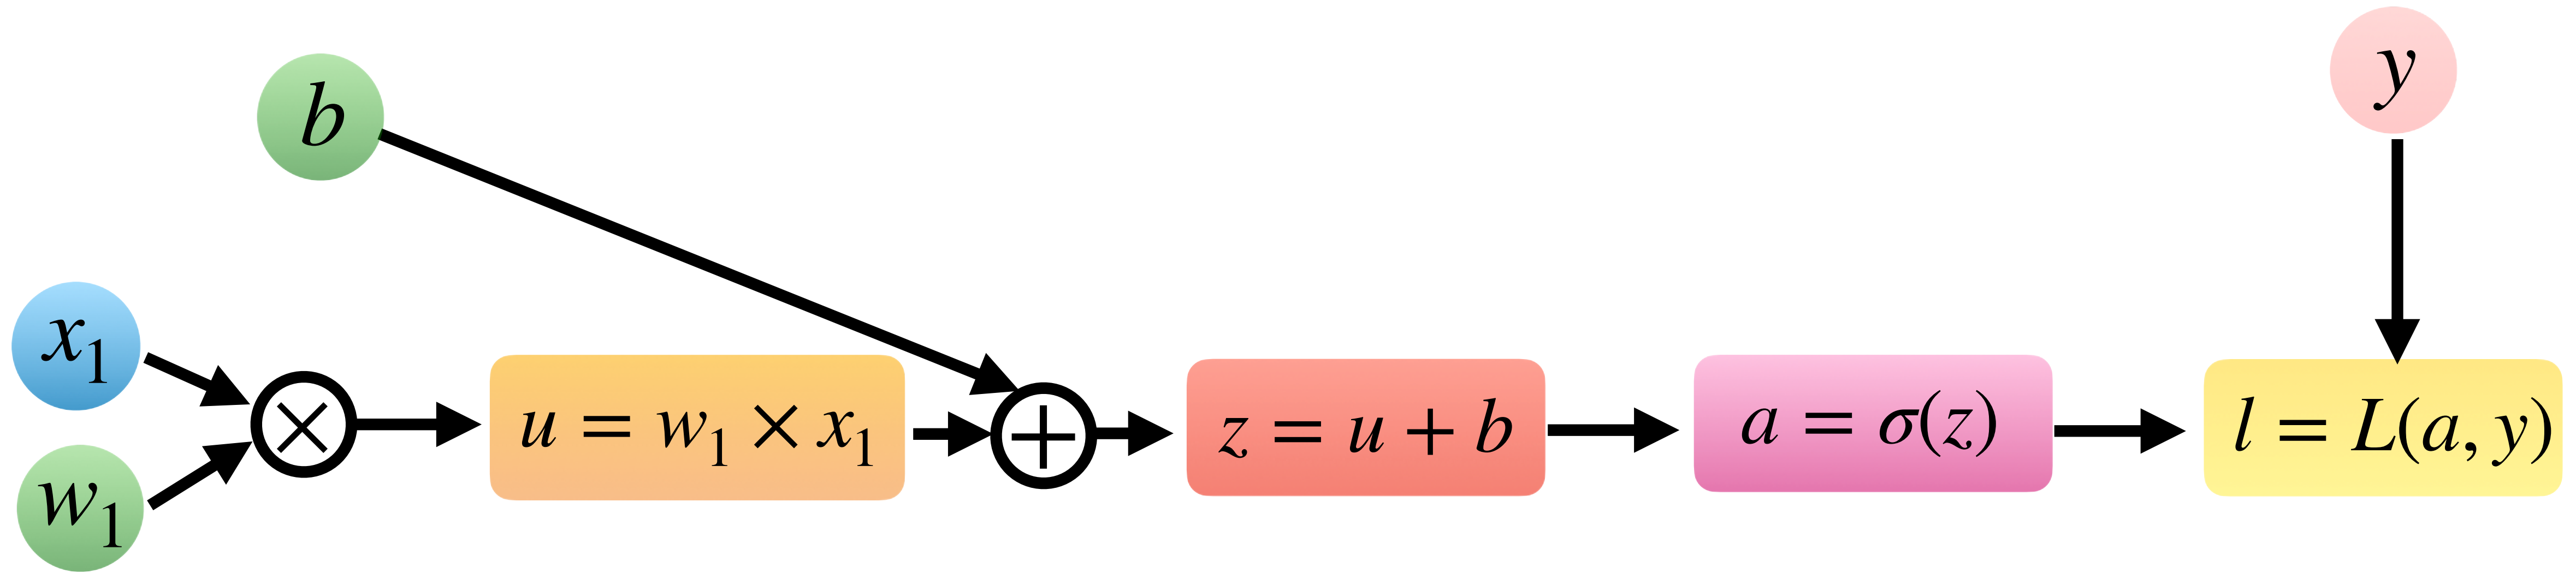 b
y
x₁
w₁
×
u = w₁ × x₁
+
z = u + b
a = σ(z)
l = L(a, y)